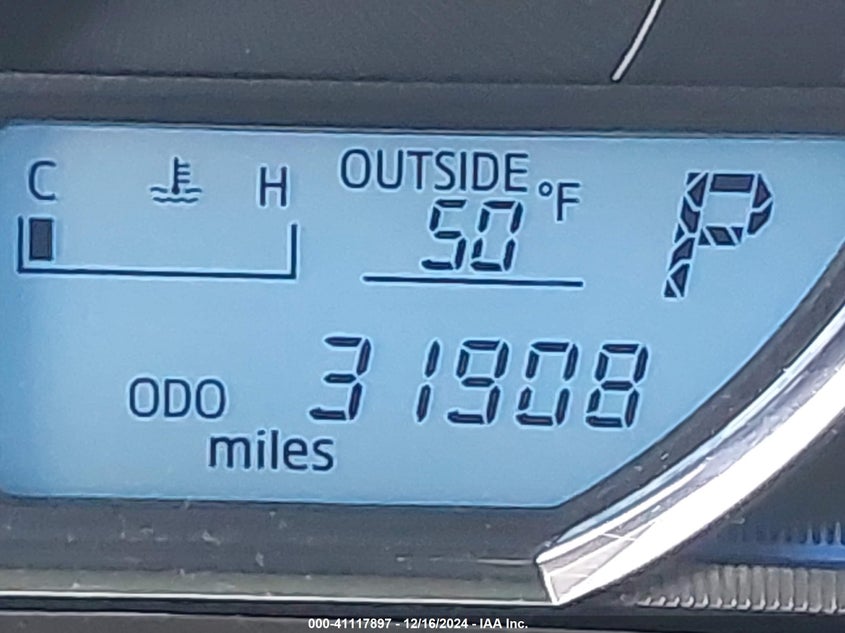 C H OUTSIDE °F
50 P
ODO 31908
miles
000-41117897 - 12/16/2024 - IAA Inc.